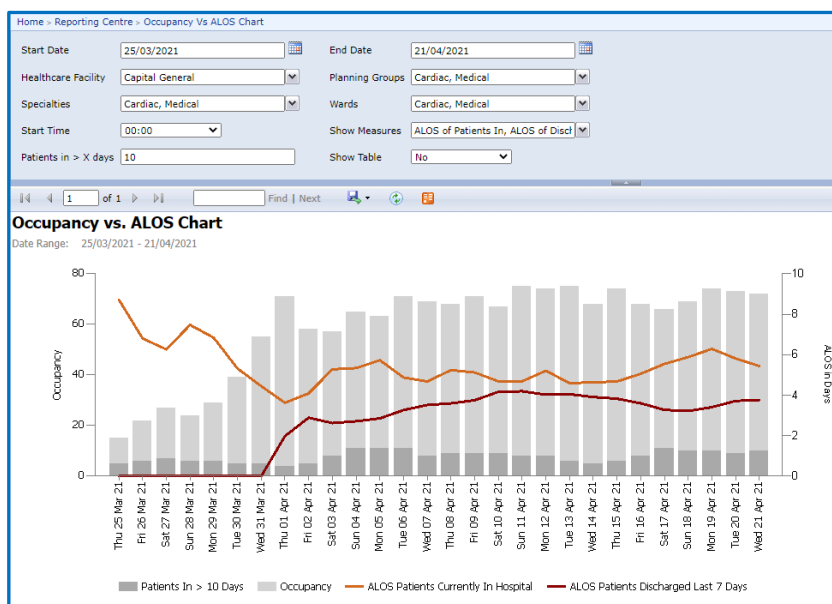 Home > Reporting Centre > Occupancy Vs ALOS Chart
Start Date 25/03/2021 End Date 21/04/2021
Healthcare Facility Capital General Planning Groups Cardiac, Medical
Specialties Cardiac, Medical Wards Cardiac, Medical
Start Time 00:00 Show Measures ALOS of Patients In, ALOS of Disch
Patients in > X days 10 Show Table No
1 of 1 Find | Next
Occupancy vs. ALOS Chart
Date Range: 25/03/2021 - 21/04/2021
80
60
40
20
0
Occupancy
10
8
6
4
2
0
ALOS in Days
Thu 25 Mar 21
Fri 26 Mar 21
Sat 27 Mar 21
Sun 28 Mar 21
Mon 29 Mar 21
Tue 30 Mar 21
Wed 31 Mar 21
Thu 01 Apr 21
Fri 02 Apr 21
Sat 03 Apr 21
Sun 04 Apr 21
Mon 05 Apr 21
Tue 06 Apr 21
Wed 07 Apr 21
Thu 08 Apr 21
Fri 09 Apr 21
Sat 10 Apr 21
Sun 11 Apr 21
Mon 12 Apr 21
Tue 13 Apr 21
Wed 14 Apr 21
Thu 15 Apr 21
Fri 16 Apr 21
Sat 17 Apr 21
Sun 18 Apr 21
Mon 19 Apr 21
Tue 20 Apr 21
Wed 21 Apr 21
Patients In > 10 Days Occupancy ALOS Patients Currently In Hospital ALOS Patients Discharged Last 7 Days